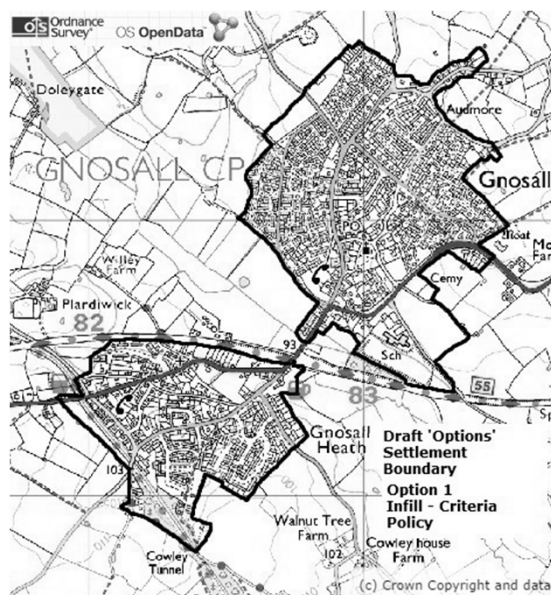 OS Ordnance Survey
OS OpenData
Doleygate
Audmore
GNOSALL CP
Gnosall
Moat
Willey
Farm
Cemy
Plardiwick
82
93
Sch
83
55
Gnosall
Heath
Draft 'Options'
Settlement
Boundary
103
Option 1
Infill - Criteria
Policy
Walnut Tree
Farm
102
Cowley house
Farm
Cowley
Tunnel
(c) Crown Copyright and data